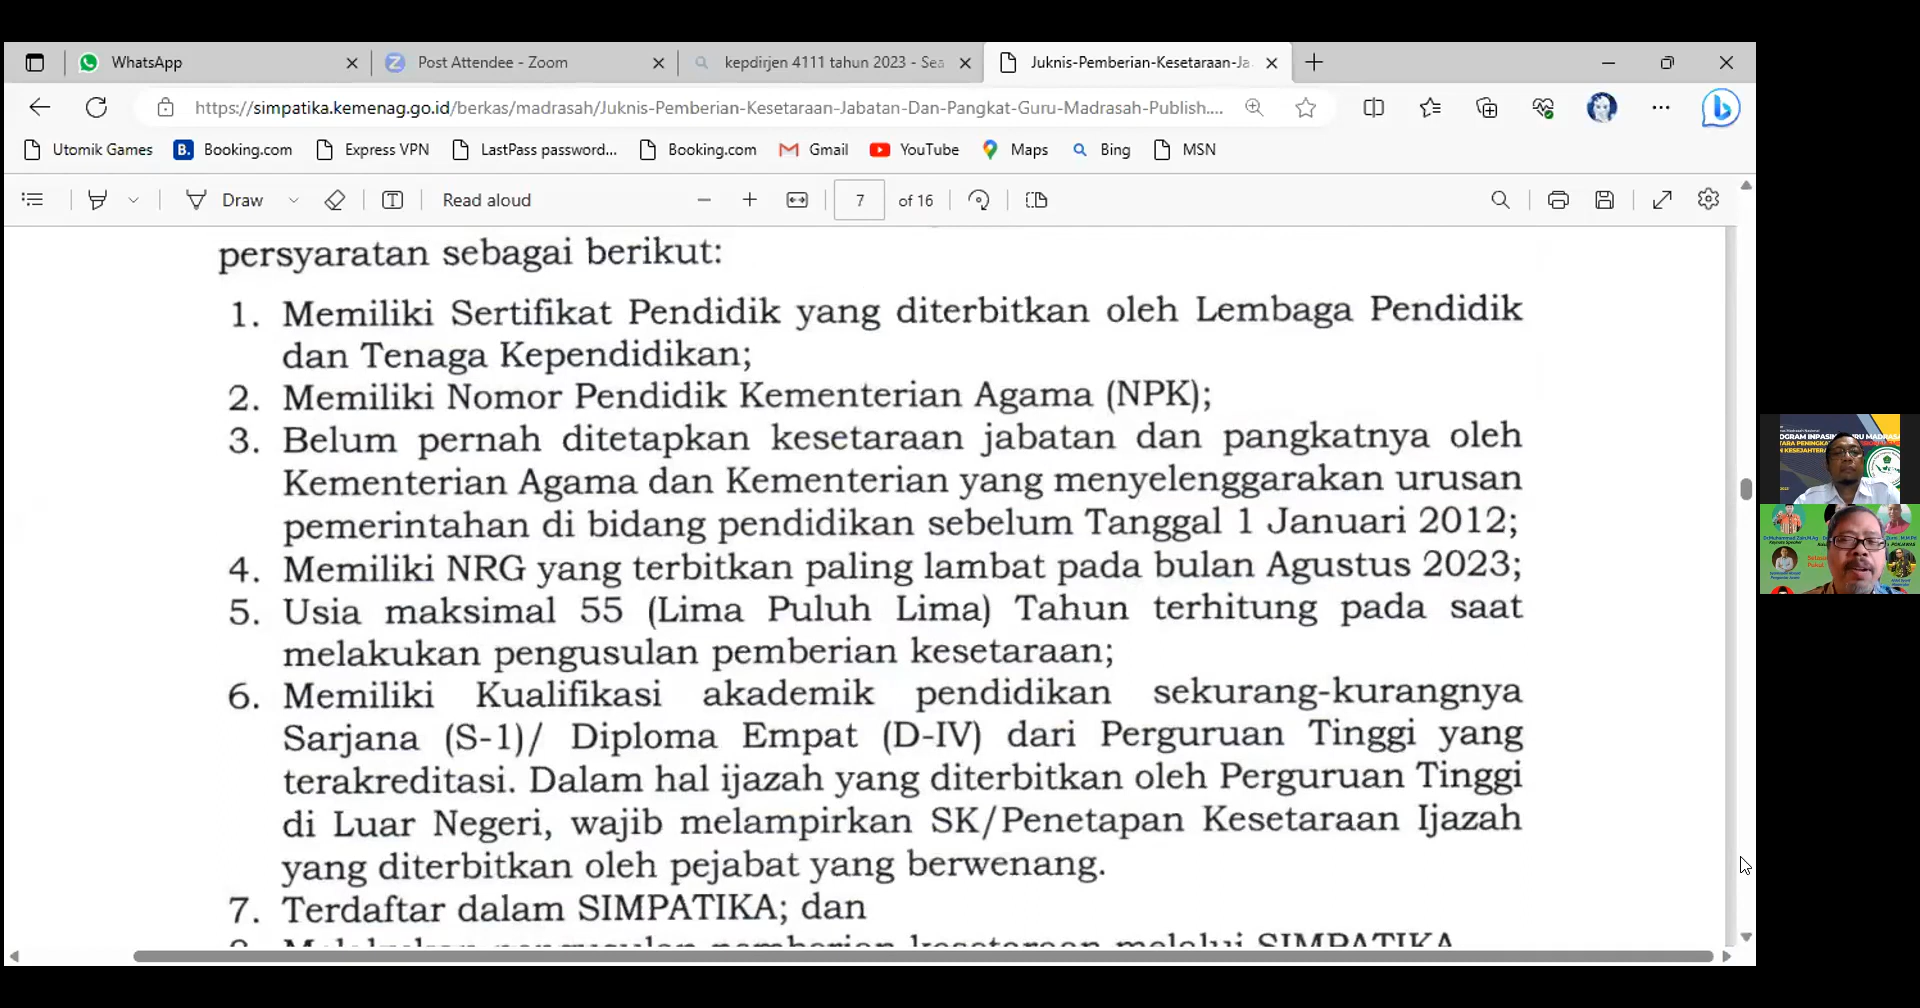 WhatsApp
Post Attendee - Zoom
kepdirjen 4111 tahun 2023 - Sea
Juknis-Pemberian-Kesetaraan-Ja
https://simpatika.kemenag.go.id/berkas/madrasah/Juknis-Pemberian-Kesetaraan-Jabatan-Dan-Pangkat-Guru-Madrasah-Publish....
Utomik Games
B. Booking.com
Express VPN
LastPass password...
Booking.com
Gmail
YouTube
Maps
Bing
MSN
Draw
Read aloud
7 of 16
persyaratan sebagai berikut:
1. Memiliki Sertifikat Pendidik yang diterbitkan oleh Lembaga Pendidik
dan Tenaga Kependidikan;
2. Memiliki Nomor Pendidik Kementerian Agama (NPK);
3. Belum pernah ditetapkan kesetaraan jabatan dan pangkatnya oleh
Kementerian Agama dan Kementerian yang menyelenggarakan urusan
pemerintahan di bidang pendidikan sebelum Tanggal 1 Januari 2012;
4. Memiliki NRG yang terbitkan paling lambat pada bulan Agustus 2023;
5. Usia maksimal 55 (Lima Puluh Lima) Tahun terhitung pada saat
melakukan pengusulan pemberian kesetaraan;
6. Memiliki Kualifikasi akademik pendidikan sekurang-kurangnya
Sarjana (S-1)/ Diploma Empat (D-IV) dari Perguruan Tinggi yang
terakreditasi. Dalam hal ijazah yang diterbitkan oleh Perguruan Tinggi
di Luar Negeri, wajib melampirkan SK/Penetapan Kesetaraan Ijazah
yang diterbitkan oleh pejabat yang berwenang.
7. Terdaftar dalam SIMPATIKA; dan
pengusulan pemberian kesetaraan melalui SIMPATIKA